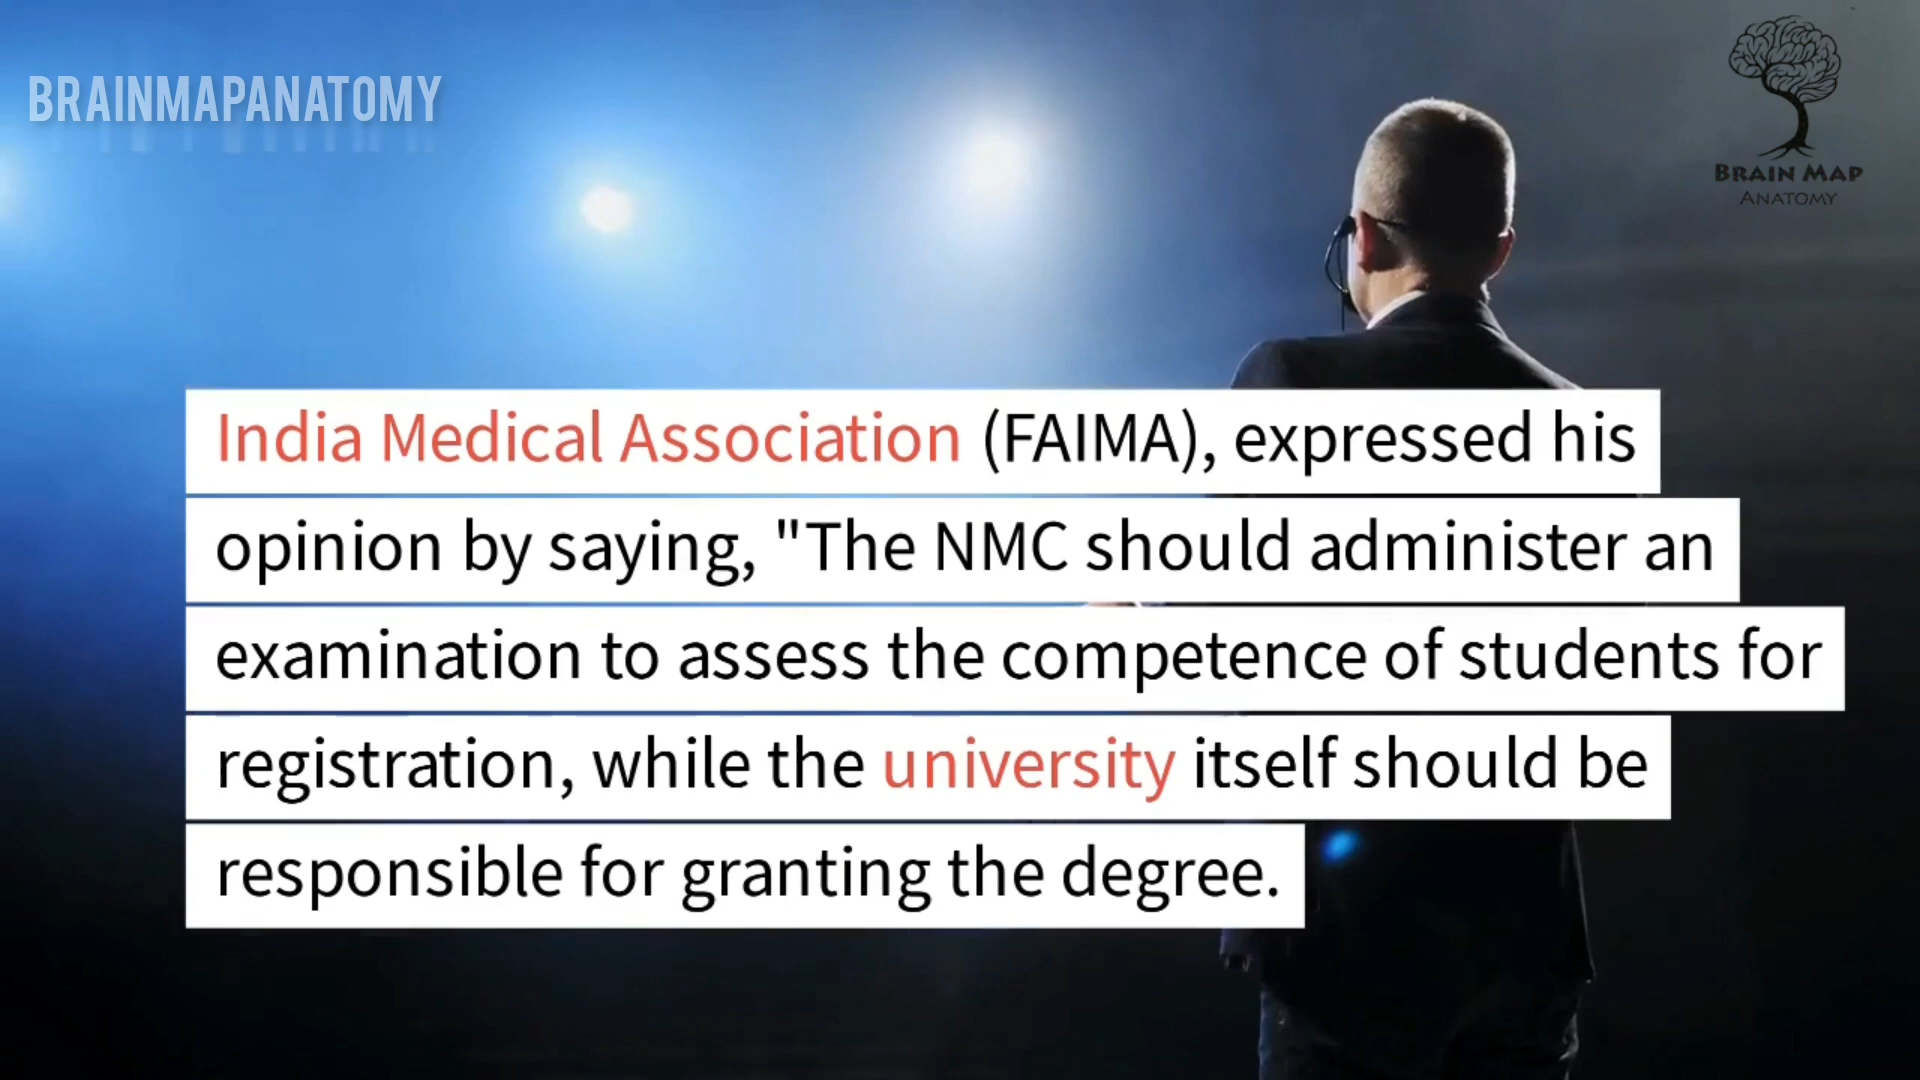 BRAINMAPANATOMY
BRAIN MAP
ANATOMY
India Medical Association (FAIMA), expressed his
opinion by saying, "The NMC should administer an
examination to assess the competence of students for
registration, while the university itself should be
responsible for granting the degree.